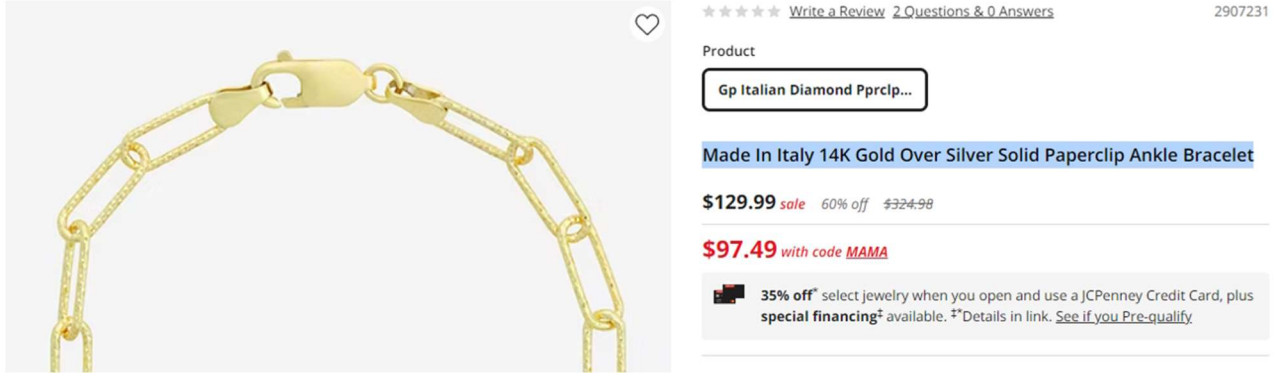 Write a Review 2 Questions & 0 Answers 2907231
Product
Gp Italian Diamond Pprclp...
Made In Italy 14K Gold Over Silver Solid Paperclip Ankle Bracelet
$129.99 sale 60% off $324.98
$97.49 with code MAMA
35% off* select jewelry when you open and use a JCPenney Credit Card, plus
special financing‡ available. ‡*Details in link. See if you Pre-qualify